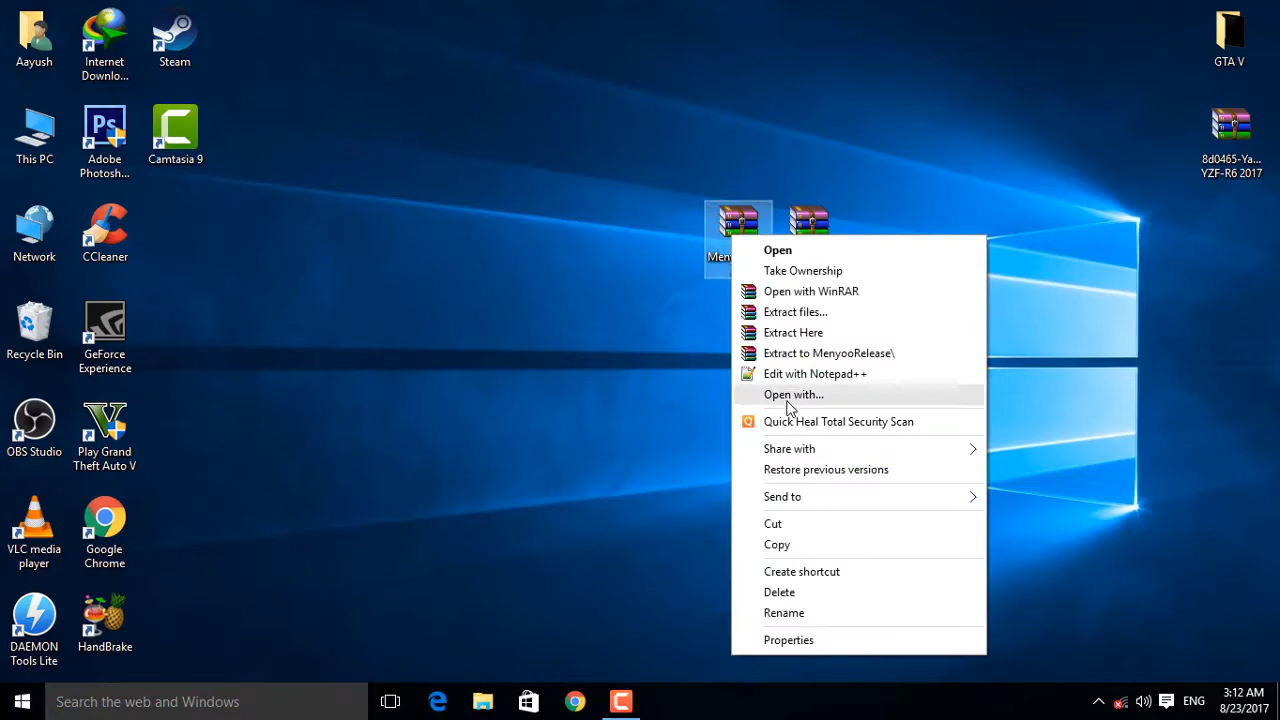 Aayush
Internet
Downlo...
Steam
GTA V
This PC
Ps
Adobe
Photosh...
Camtasia 9
8d0465-Ya...
YZF-R6 2017
Network
CCleaner
Recycle Bin
GeForce
Experience
OBS Studio
Play Grand
Theft Auto V
VLC media
player
Google
Chrome
DAEMON
Tools Lite
HandBrake
Open
Take Ownership
Open with WinRAR
Extract files...
Extract Here
Extract to MenyooRelease\
Edit with Notepad++
Open with...
Quick Heal Total Security Scan
Share with
Restore previous versions
Send to
Cut
Copy
Create shortcut
Delete
Rename
Properties
Search the web and Windows
ENG
3:12 AM
8/23/2017